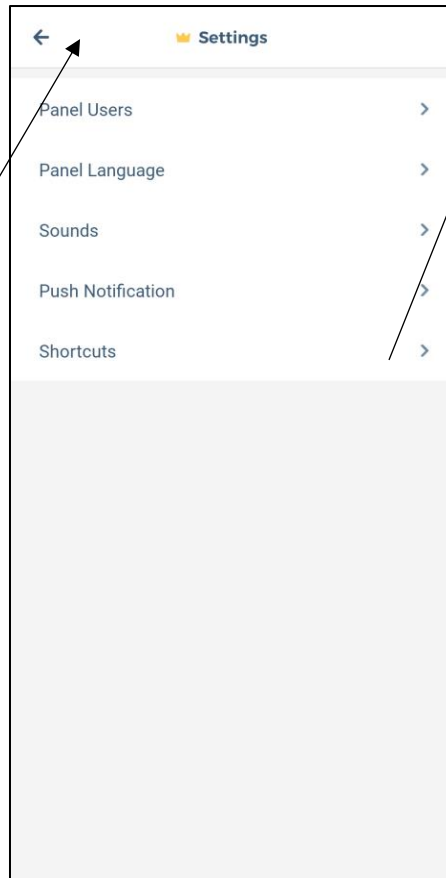 Settings
Panel Users
Panel Language
Sounds
Push Notification
Shortcuts